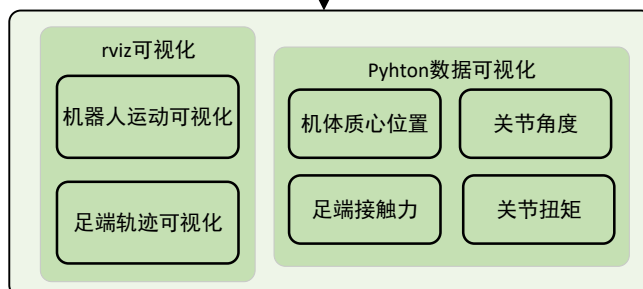 rviz可视化
机器人运动可视化
足端轨迹可视化
Pyhton数据可视化
机体质心位置
关节角度
足端接触力
关节扭矩